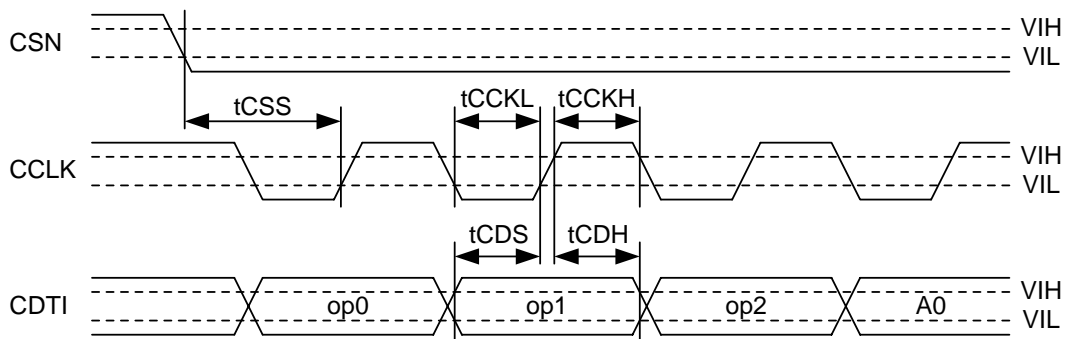 CSN
VIH
VIL
tCSS
tCCKL
tCCKH
CCLK
VIH
VIL
tCDS
tCDH
CDTI
op0
op1
op2
A0
VIH
VIL